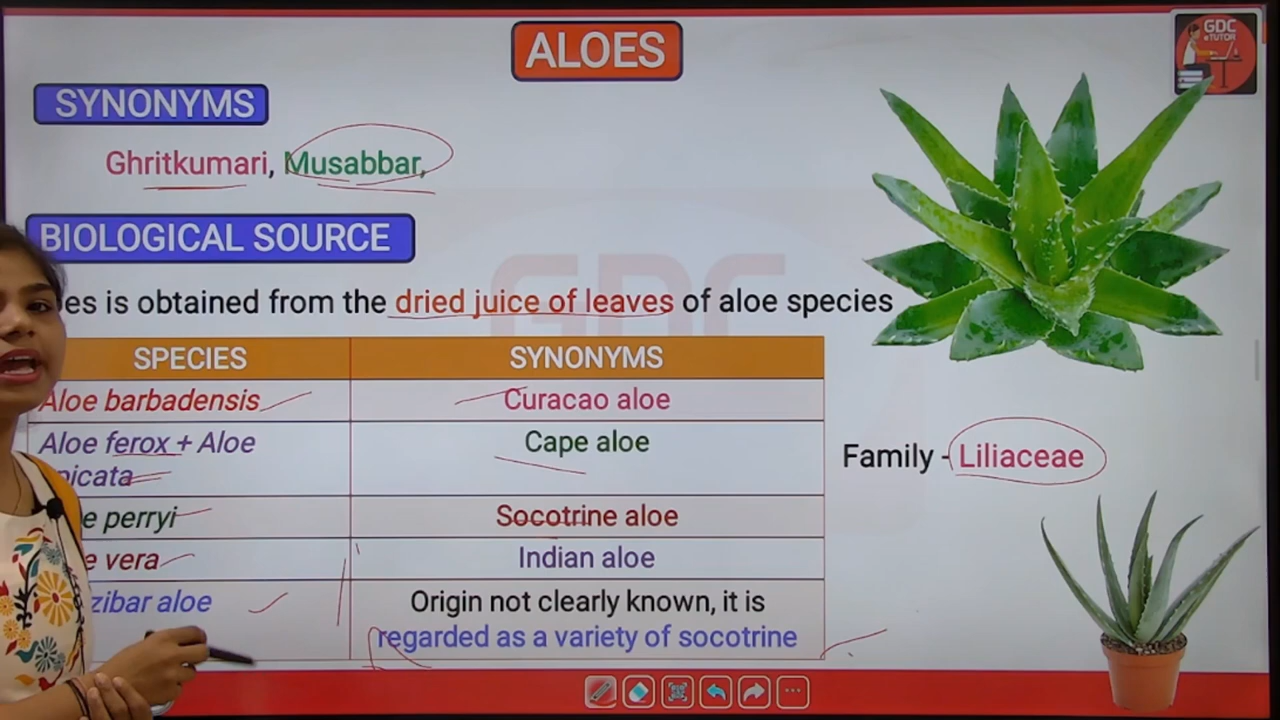 ALOES
GDC
eTUTOR
SYNONYMS
Ghritkumari, Musabbar,
BIOLOGICAL SOURCE
es is obtained from the dried juice of leaves of aloe species
SPECIES SYNONYMS
Aloe barbadensis Curacao aloe
Aloe ferox + Aloe Cape aloe
picata
Family - Liliaceae
e perryi Socotrine aloe
e vera Indian aloe
zibar aloe Origin not clearly known, it is
regarded as a variety of socotrine
GDC